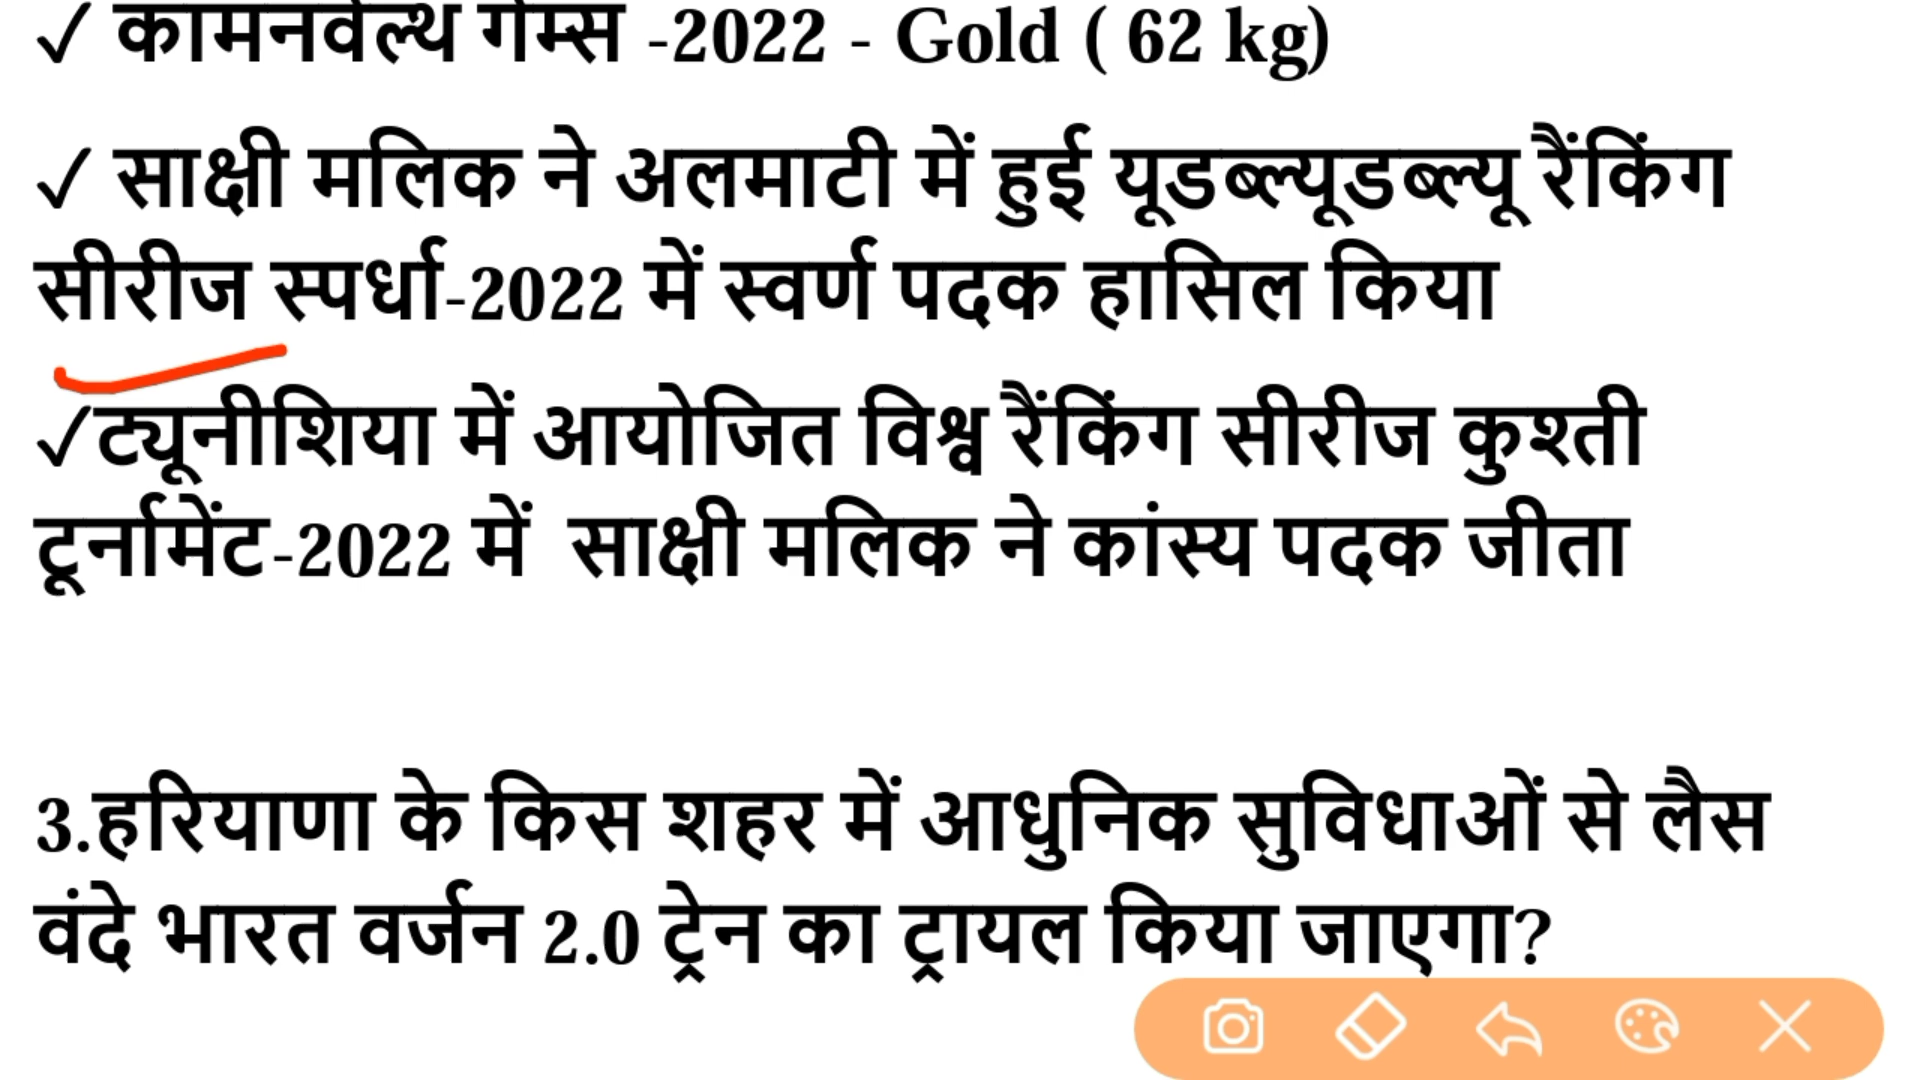 ✓ कामनवेल्थ गेम्स -2022 - Gold ( 62 kg)
✓ साक्षी मलिक ने अलमाटी में हुई यूडब्ल्यूडब्ल्यू रैंकिंग
सीरीज स्पर्धा-2022 में स्वर्ण पदक हासिल किया
✓ट्यूनीशिया में आयोजित विश्व रैंकिंग सीरीज कुश्ती
टूर्नामेंट-2022 में साक्षी मलिक ने कांस्य पदक जीता
3.हरियाणा के किस शहर में आधुनिक सुविधाओं से लैस
वंदे भारत वर्जन 2.0 ट्रेन का ट्रायल किया जाएगा?